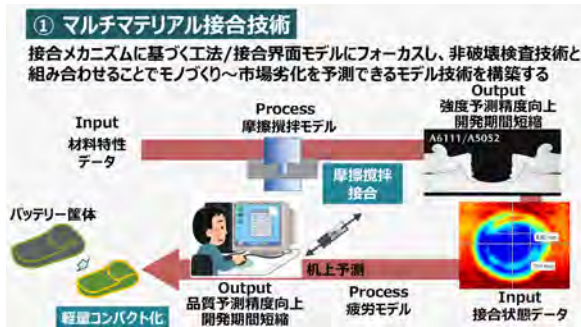 ① マルチマテリアル接合技術
接合メカニズムに基づく工法/接合界面モデルにフォーカスし、非破壊検査技術と
組み合わせることでモノづくり～市場劣化を予測できるモデル技術を構築する
Input
材料特性
データ
Process
摩擦攪拌モデル
Output
強度予測精度向上
開発期間短縮
A6111/A5052
摩擦攪拌
接合
バッテリー筐体
軽量コンパクト化
机上予測
Output
品質予測精度向上
開発期間短縮
Process
疲労モデル
Input
接合状態データ